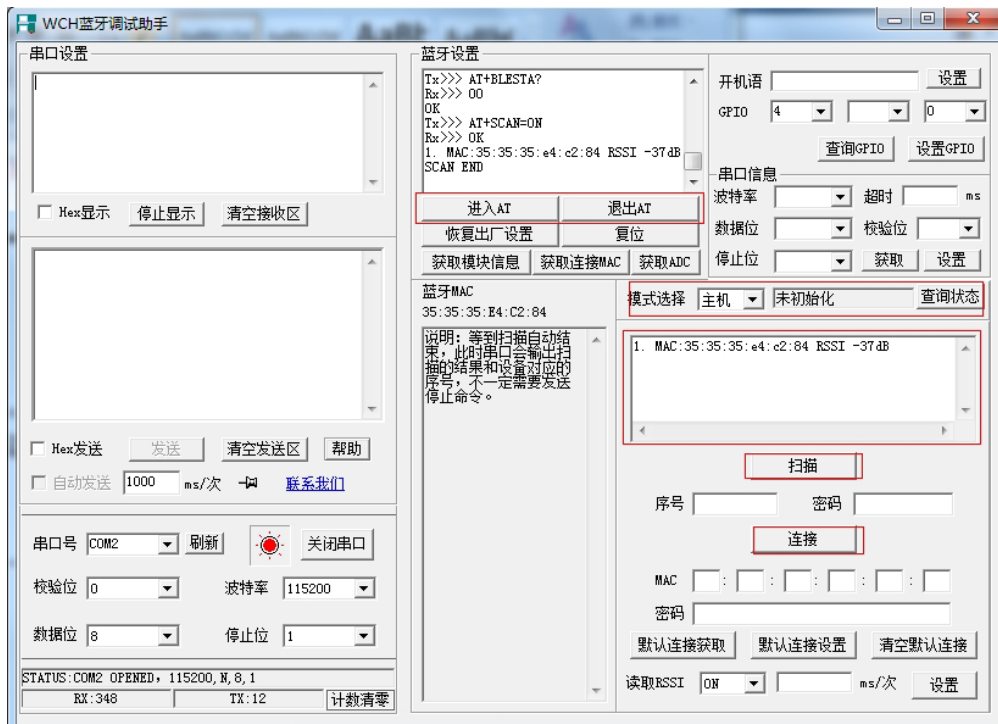 WCH蓝牙调试助手
串口设置
Hex显示 停止显示 清空接收区
Hex发送 发送 清空发送区 帮助
自动发送 1000 ms/次 联系我们
串口号 COM2 刷新 关闭串口
校验位 0 波特率 115200
数据位 8 停止位 1
STATUS:COM2 OPENED, 115200,N,8,1
RX:348 TX:12 计数清零
蓝牙设置
Tx>>> AT+BLESTA?
Rx>>> 00
OK
Tx>>> AT+SCAN=ON
Rx>>> OK
1. MAC:35:35:35:e4:c2:84 RSSI -37dB
SCAN END
进入AT 退出AT
恢复出厂设置 复位
获取模块信息 获取连接MAC 获取ADC
开机语 设置
GPIO 4 0
查询GPIO 设置GPIO
串口信息
波特率 超时 ms
数据位 校验位
停止位 获取 设置
蓝牙MAC
35:35:35:E4:C2:84
说明:等到扫描自动结
束,此时串口会输出扫
描的结果和设备对应的
序号,不一定需要发送
停止命令。
模式选择 主机 未初始化 查询状态
1. MAC:35:35:35:e4:c2:84 RSSI -37dB
扫描
序号 密码
连接
MAC : : : : :
密码
默认连接获取 默认连接设置 清空默认连接
读取RSSI ON ms/次 设置